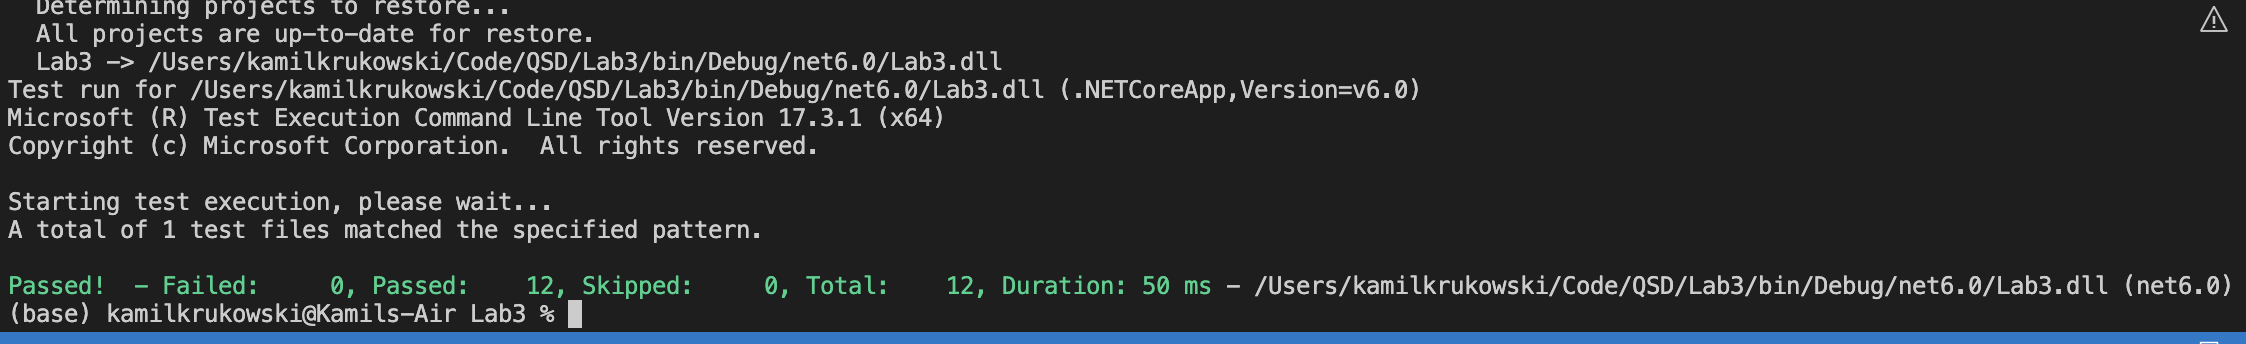 Determining projects to restore...
All projects are up-to-date for restore.
Lab3 -> /Users/kamilkrukowski/Code/QSD/Lab3/bin/Debug/net6.0/Lab3.dll
Test run for /Users/kamilkrukowski/Code/QSD/Lab3/bin/Debug/net6.0/Lab3.dll (.NETCoreApp,Version=v6.0)
Microsoft (R) Test Execution Command Line Tool Version 17.3.1 (x64)
Copyright (c) Microsoft Corporation.  All rights reserved.
Starting test execution, please wait...
A total of 1 test files matched the specified pattern.
Passed!  - Failed:     0, Passed:    12, Skipped:     0, Total:    12, Duration: 50 ms - /Users/kamilkrukowski/Code/QSD/Lab3/bin/Debug/net6.0/Lab3.dll (net6.0)
(base) kamilkrukowski@Kamils-Air Lab3 %